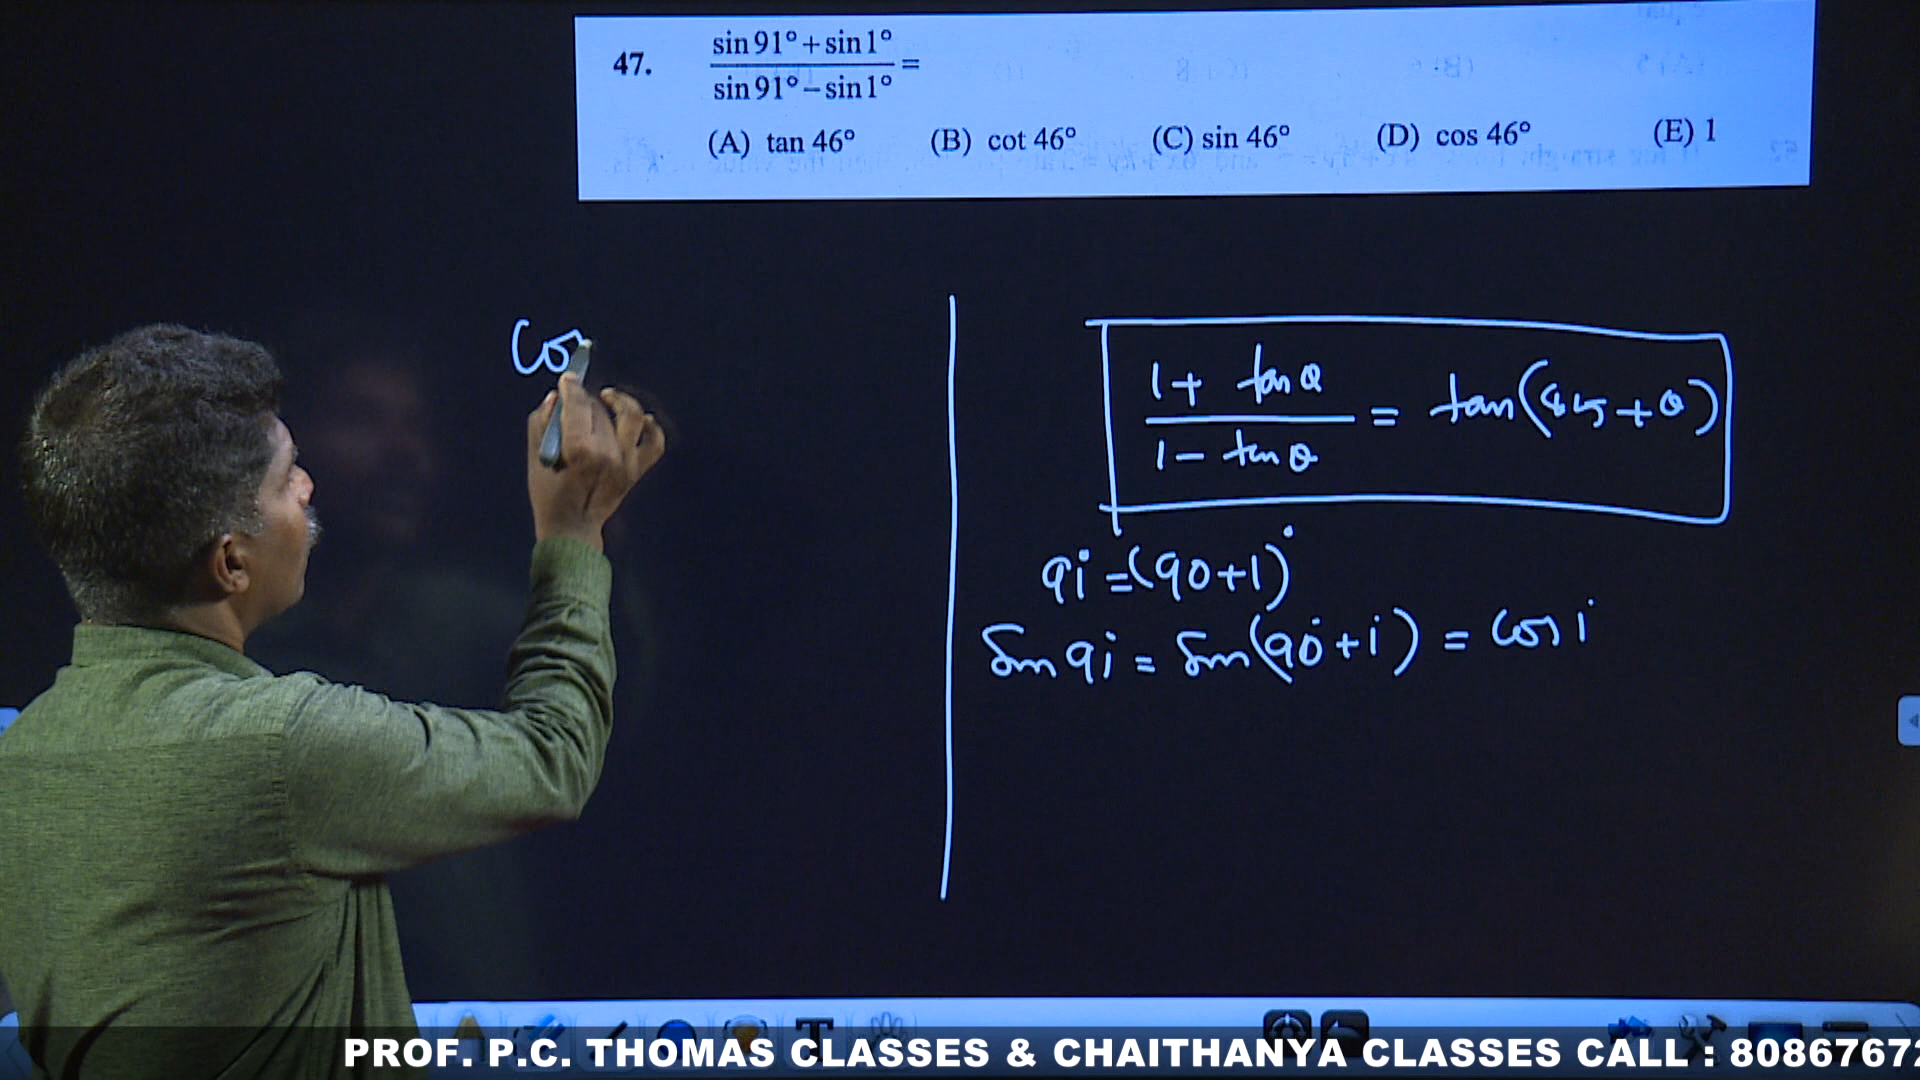 47. sin 91° + sin 1° / sin 91° – sin 1° =
(A) tan 46° (B) cot 46° (C) sin 46° (D) cos 46° (E) 1
Cos
1 + tan θ / 1 − tan θ = tan(45 + θ)
91° = (90+1)°
Sin 91° = Sin(90° + 1°) = Cos 1°
T
PROF. P.C. THOMAS CLASSES & CHAITHANYA CLASSES CALL : 8086767